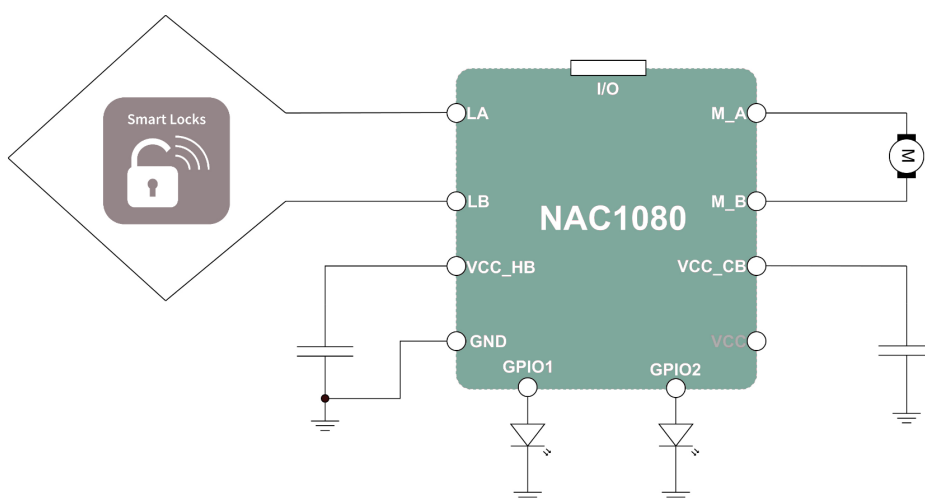 I/O
Smart Locks
LA
M_A
M
LB
M_B
NAC1080
VCC_HB
VCC_CB
GND
VCC
GPIO1
GPIO2